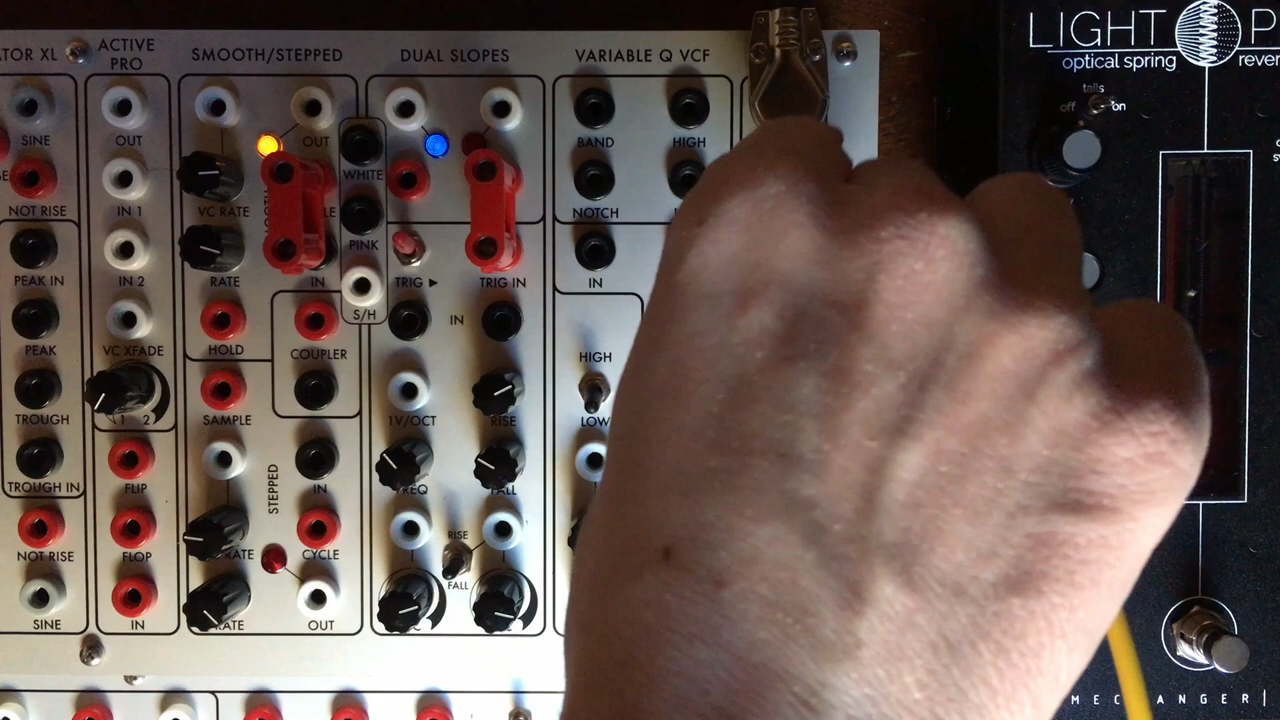 ACTIVE
PRO
OUT
IN 1
IN 2
VC XFADE
1 2
FLIP
FLOP
IN
SINE
NOT RISE
PEAK IN
PEAK
TROUGH
TROUGH IN
NOT RISE
SINE
SMOOTH/STEPPED
OUT
VC RATE
RATE
IN
HOLD
COUPLER
SAMPLE
STEPPED
IN
RATE
CYCLE
RATE
OUT
WHITE
PINK
S/H
DUAL SLOPES
TRIG ▶
TRIG IN
IN
1V/OCT
RISE
FREQ
FALL
RISE
FALL
VARIABLE Q VCF
BAND
HIGH
NOTCH
IN
HIGH
LOW
LIGHT
optical spring
tails
off
on